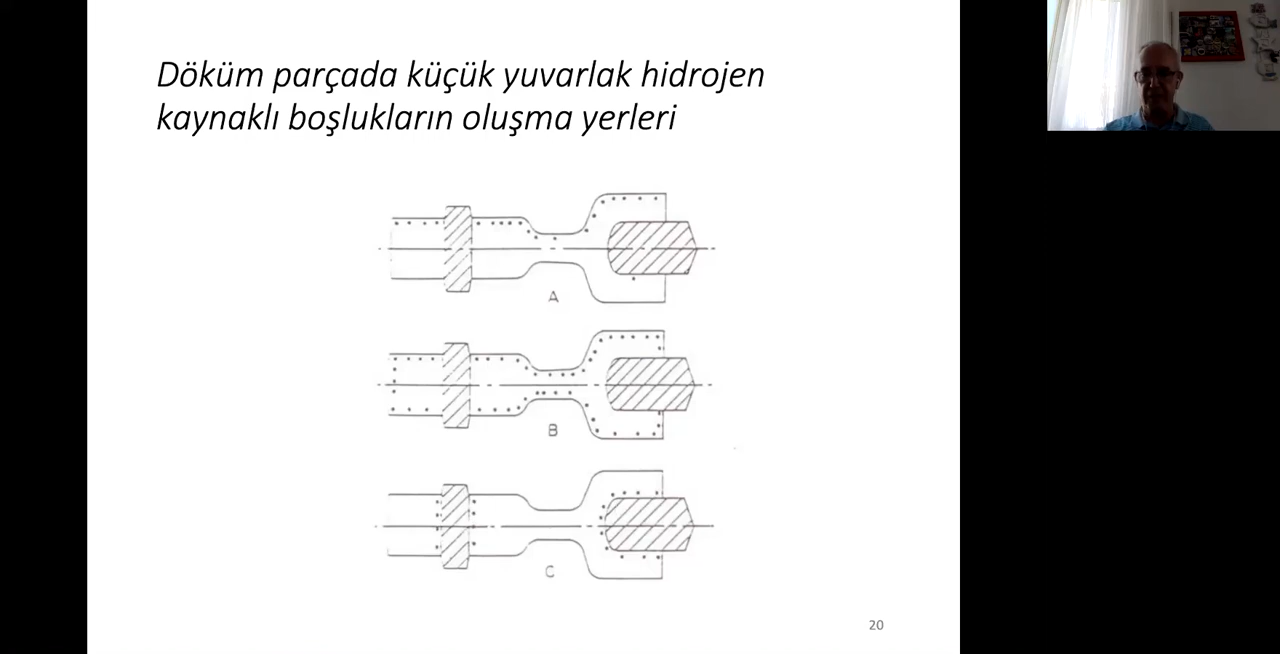 Döküm parçada küçük yuvarlak hidrojen
kaynaklı boşlukların oluşma yerleri
A
B
C
20